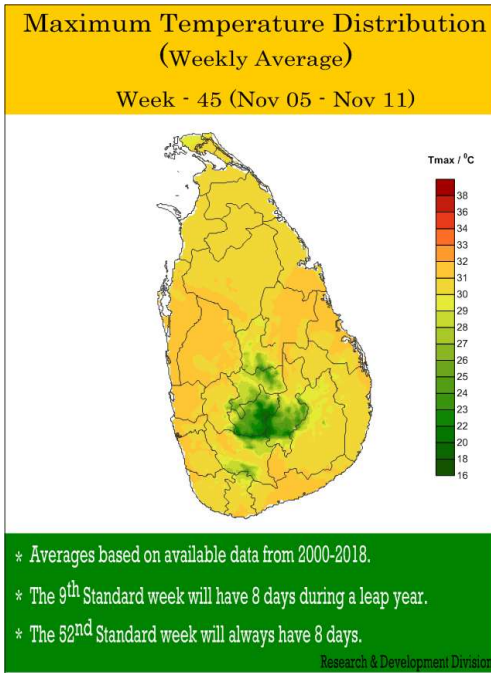 Maximum Temperature Distribution
(Weekly Average)
Week - 45 (Nov 05 - Nov 11)
Tmax / ⁰C
38
36
34
33
32
31
30
29
28
27
26
25
24
23
22
20
18
16
* Averages based on available data from 2000-2018.
* The 9th Standard week will have 8 days during a leap year.
* The 52nd Standard week will always have 8 days.
Research & Development Division